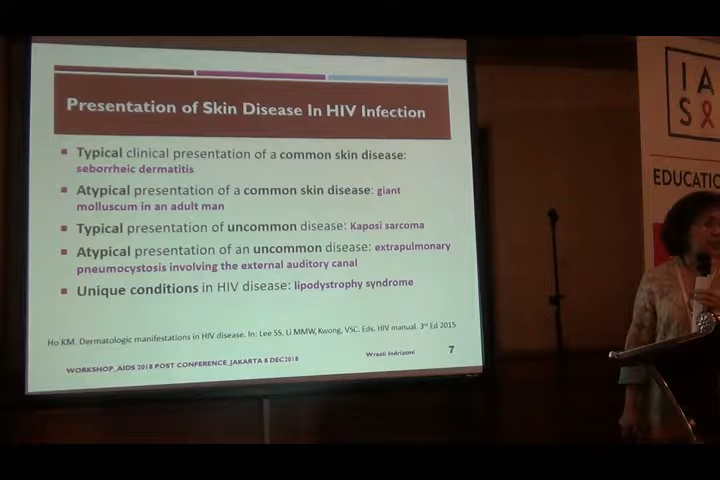 Presentation of Skin Disease In HIV Infection
Typical clinical presentation of a common skin disease:
seborrheic dermatitis
Atypical presentation of a common skin disease: giant
molluscum in an adult man
Typical presentation of uncommon disease: Kaposi sarcoma
Atypical presentation of an uncommon disease: extrapulmonary
pneumocystosis involving the external auditory canal
Unique conditions in HIV disease: lipodystrophy syndrome
Ho KM. Dermatologic manifestations in HIV disease. In: Lee SS, Li MMW, Kwong, VSC. Eds. HIV manual. 3rd Ed 2015
WORKSHOP_AIDS 2018 POST CONFERENCE_JAKARTA 8 DEC2018
Wresti Indriatmi
7
IA
S
EDUCATIO